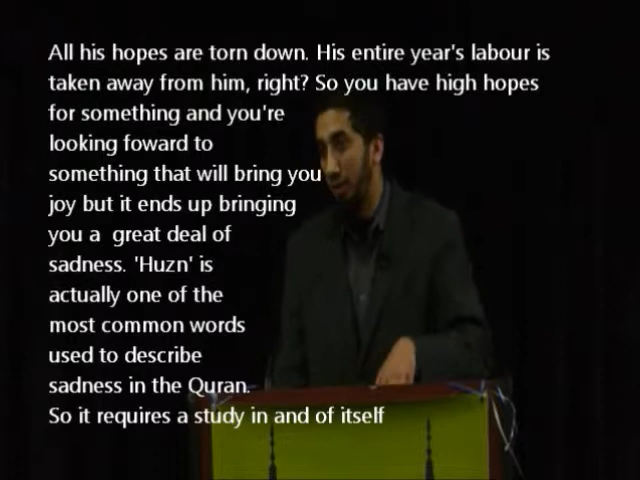 All his hopes are torn down. His entire year's labour is
taken away from him, right? So you have high hopes
for something and you're
looking foward to
something that will bring you
joy but it ends up bringing
you a great deal of
sadness. 'Huzn' is
actually one of the
most common words
used to describe
sadness in the Quran.
So it requires a study in and of itself